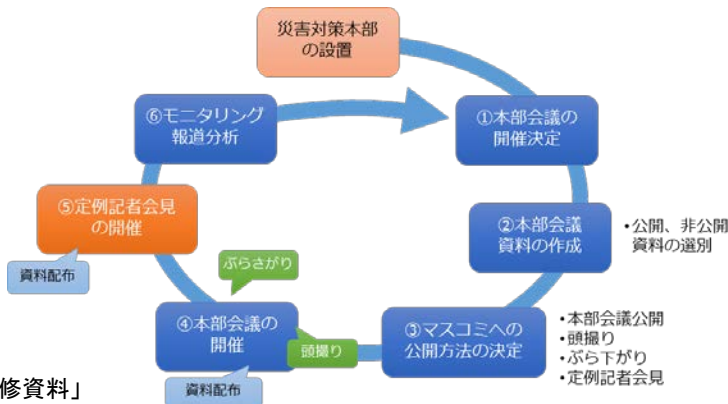 災害対策本部
の設置
①本部会議の
開催決定
②本部会議
資料の作成
•公開、非公開
資料の選別
③マスコミへの
公開方法の決定
•本部会議公開
•頭撮り
•ぶら下がり
•定例記者会見
④本部会議の
開催
頭撮り
ぶらさがり
資料配布
⑤定例記者会見
の開催
資料配布
⑥モニタリング
報道分析
修資料」